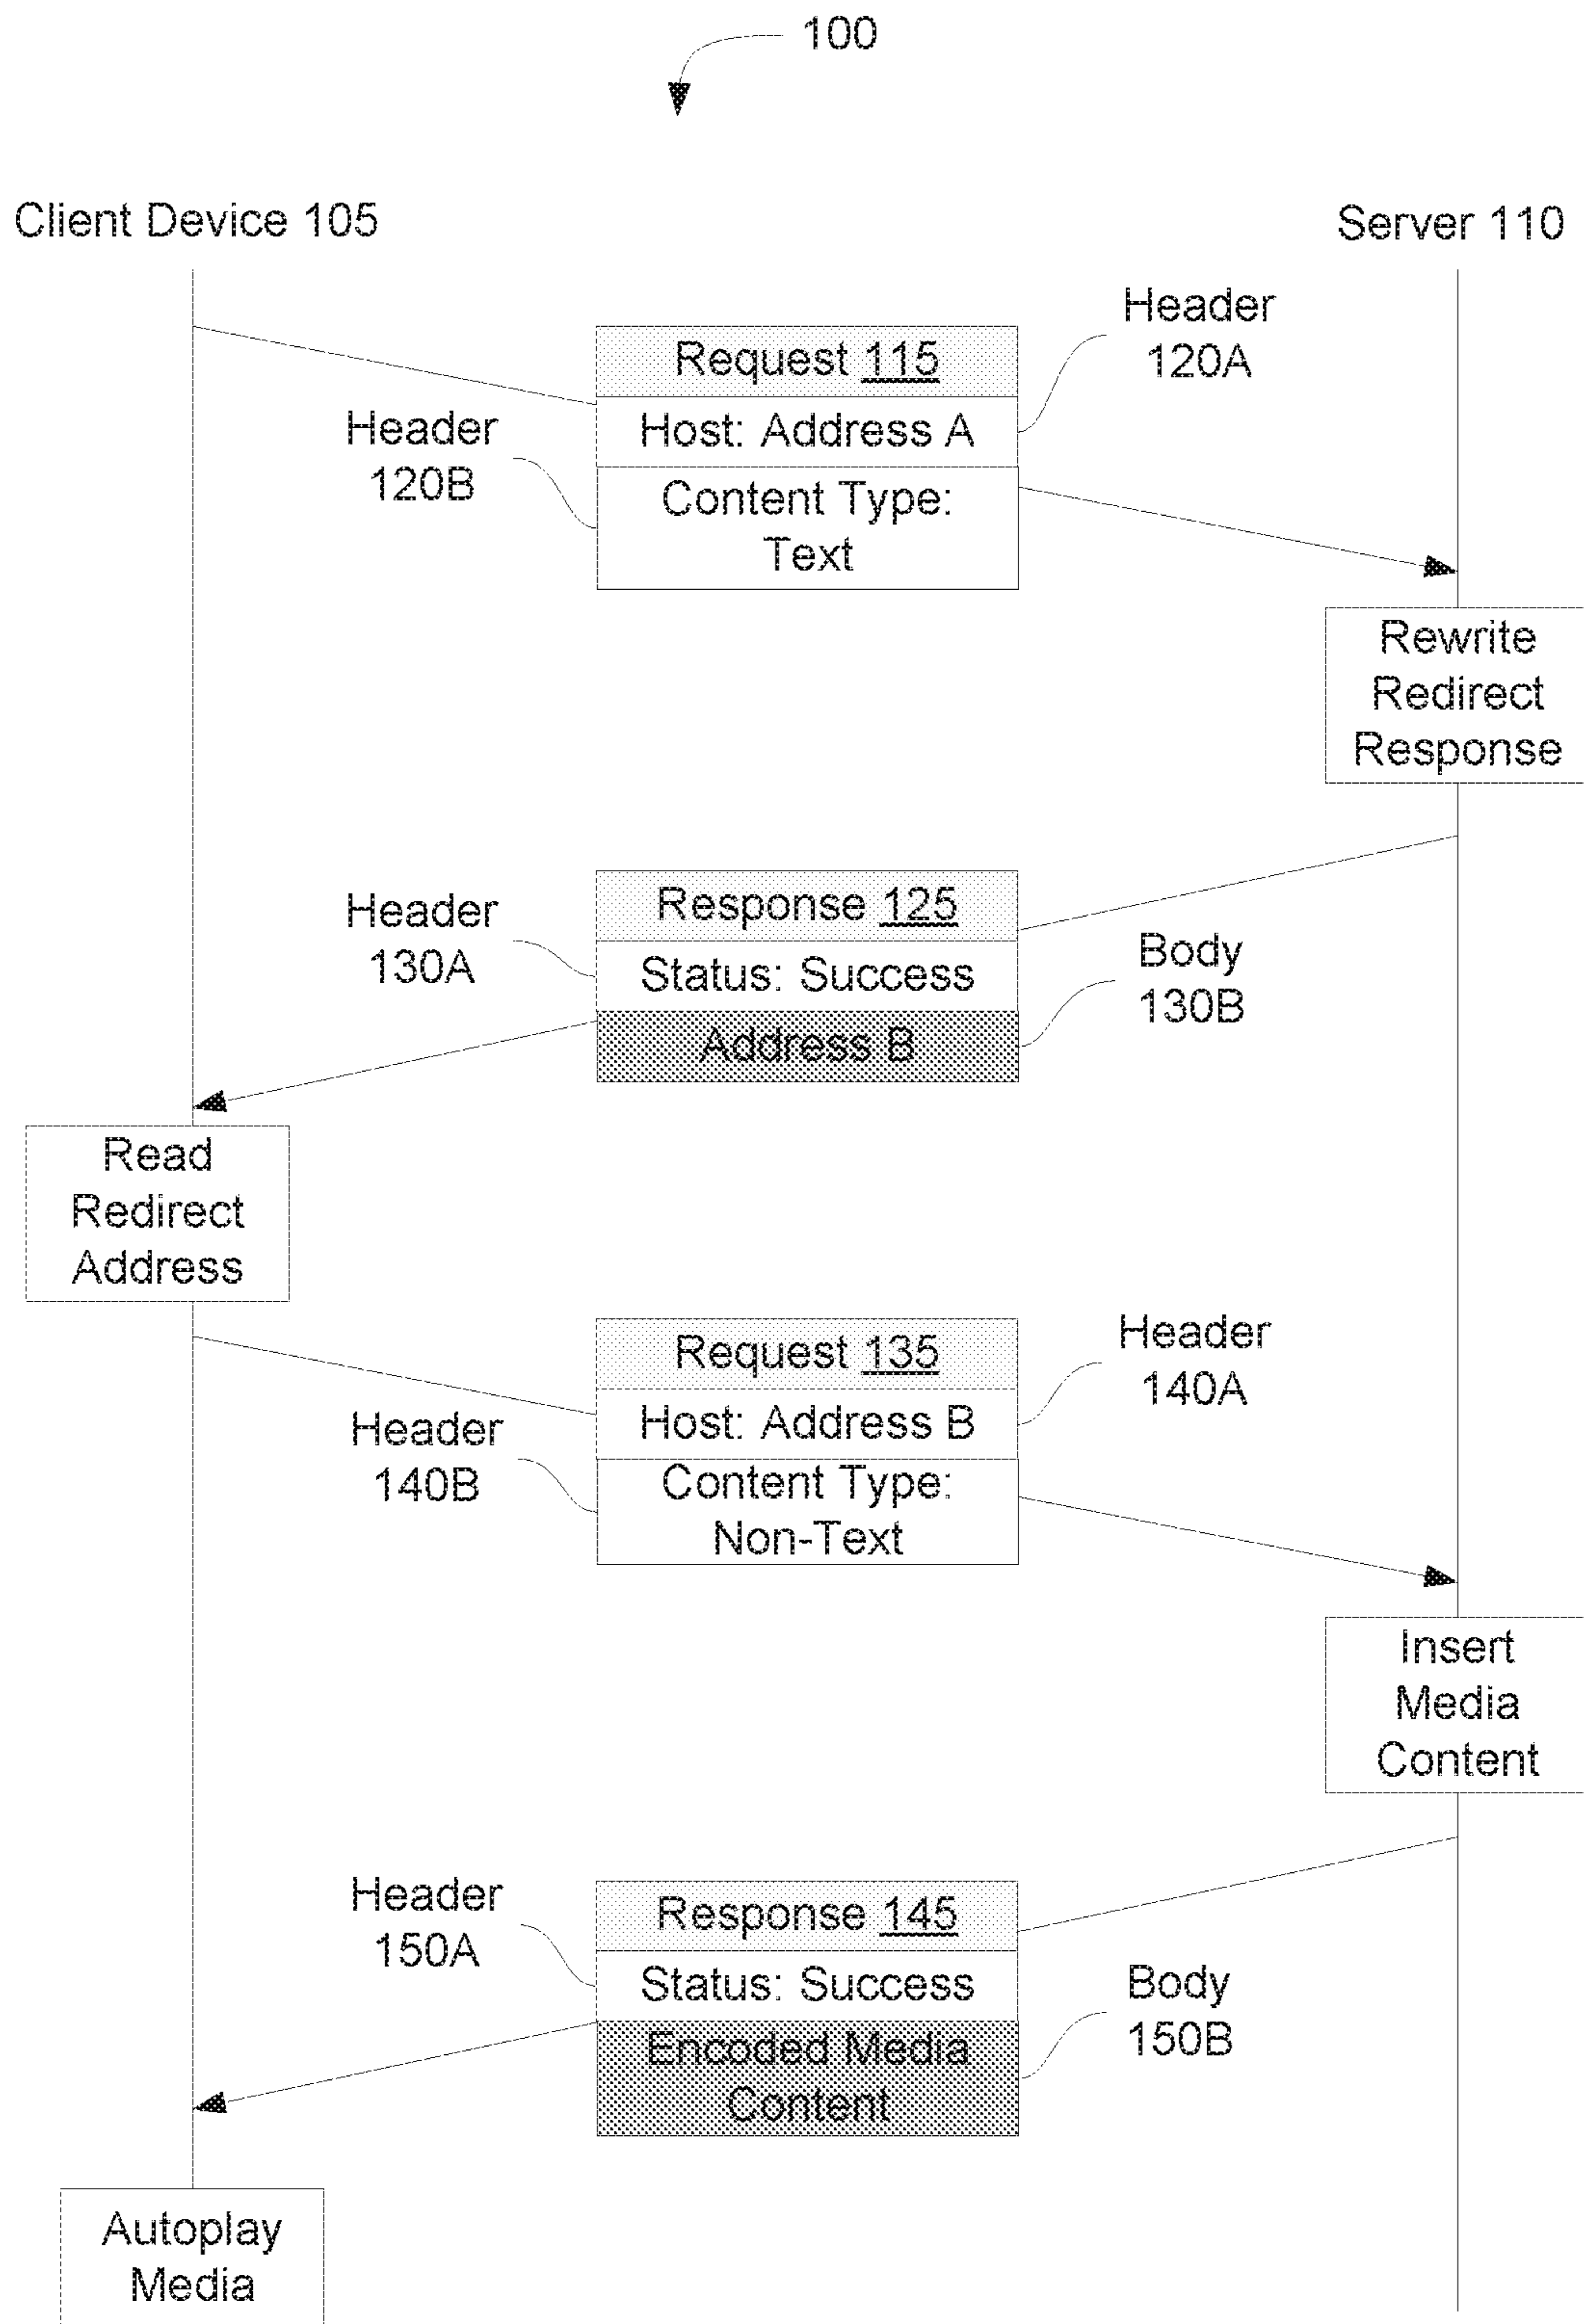 100
Client Device 105
Server 110
Header
120A
Request 115
Host: Address A
Header
120B
Content Type:
Text
Rewrite
Redirect
Response
Header
130A
Response 125
Status: Success
Address B
Body
130B
Read
Redirect
Address
Header
140A
Request 135
Host: Address B
Header
140B
Content Type:
Non-Text
Insert
Media
Content
Header
150A
Response 145
Status: Success
Encoded Media
Content
Body
150B
Autoplay
Media